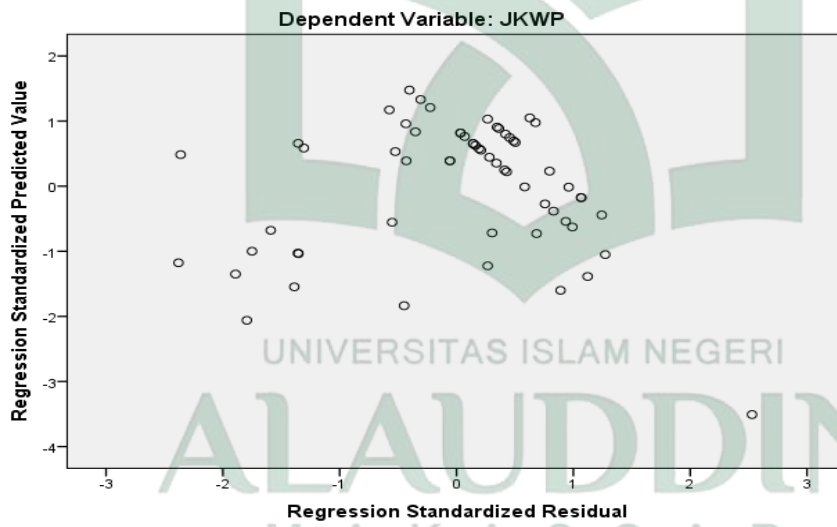 Dependent Variable: JKWP
Regression Standardized Predicted Value
2
1
0
-1
-2
-3
-4
UNIVERSITAS ISLAM NEGERI
ALAUDDIN
-3
-2
-1
0
1
2
3
Regression Standardized Residual